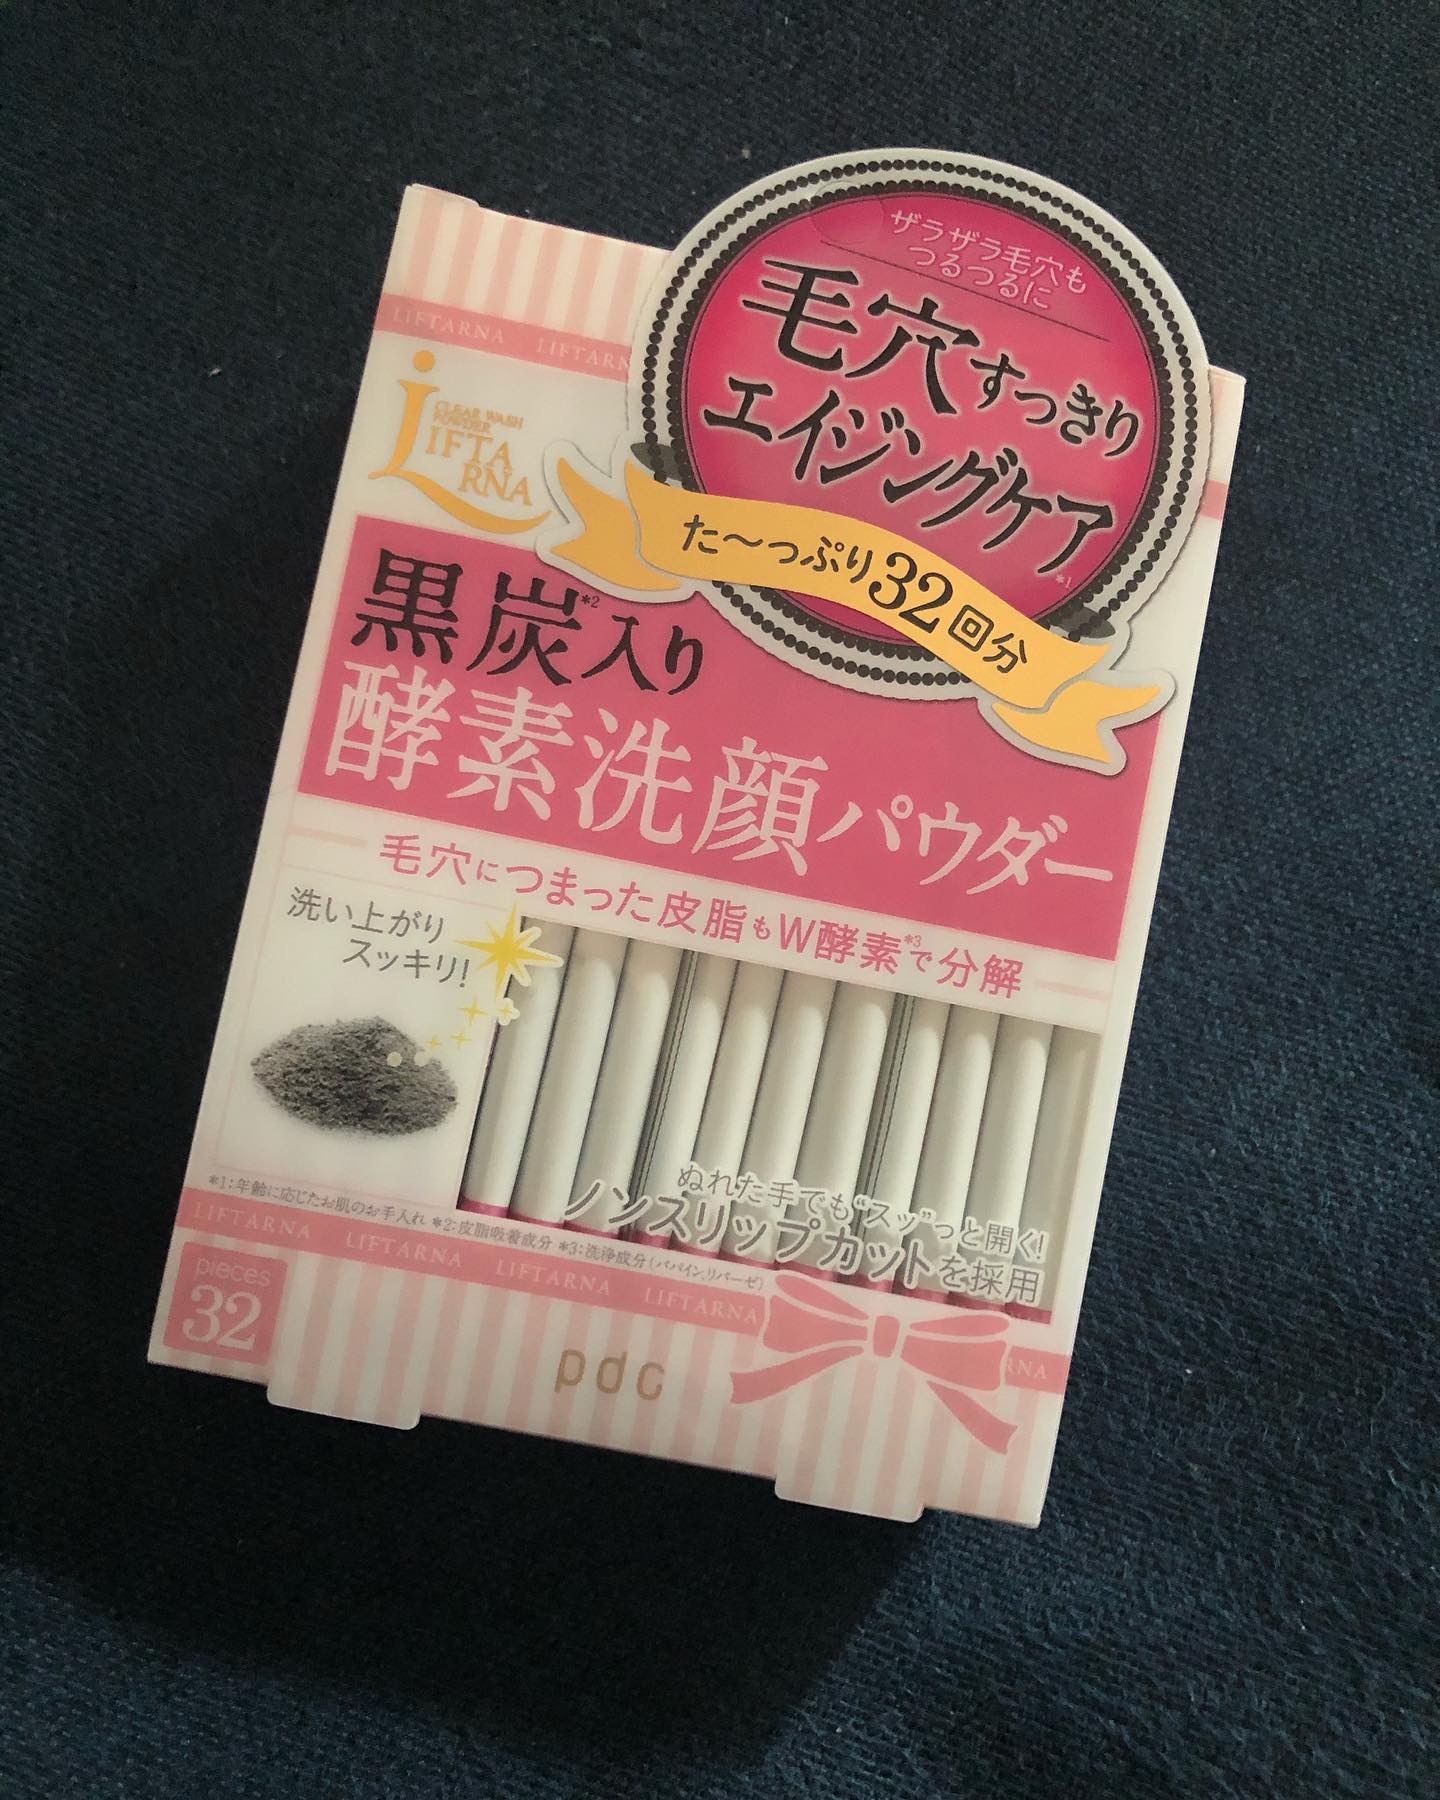 ザラザラ毛穴も
つるつるに
毛穴すっきり
エイジングケア*1
た〜っぷり32回分
LIFTARNA LIFTARN
CLEAR WASH
POWDER
LIFTA
RNA
黒炭*2入り
酵素洗顔パウダー
毛穴につまった皮脂もW酵素*3で分解
洗い上がり
スッキリ!
ぬれた手でも“スッ”っと開く!
ノンスリップカットを採用
*1:年齢に応じたお肌のお手入れ *2:皮脂吸着成分 *3:洗浄成分(パパイン、リパーゼ)
LIFTARNA LIFTARNA LIFTARNA LIFTARNA RNA
pieces
32
pdc